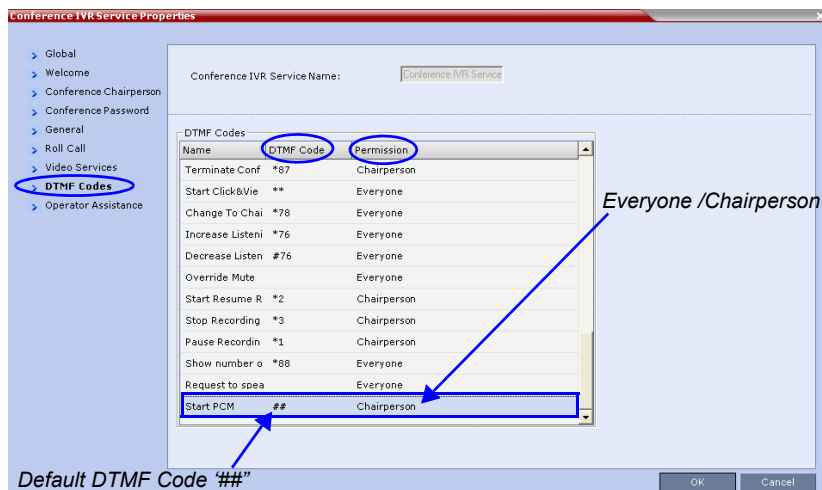 Conference IVR Service Properties
Global
Welcome
Conference Chairperson
Conference Password
General
Roll Call
Video Services
DTMF Codes
Operator Assistance
Conference IVR Service Name: Conference IVR Service
DTMF Codes
Name DTMF Code Permission
Terminate Conf *87 Chairperson
Start Click&Vie ** Everyone
Change To Chai *78 Everyone
Increase Listeni *76 Everyone
Decrease Listen #76 Everyone
Override Mute Everyone
Start Resume R *2 Chairperson
Stop Recording *3 Chairperson
Pause Recordin *1 Chairperson
Show number o *88 Everyone
Request to spea Everyone
Start PCM ## Chairperson
Everyone /Chairperson
Default DTMF Code ‘##”
OK Cancel